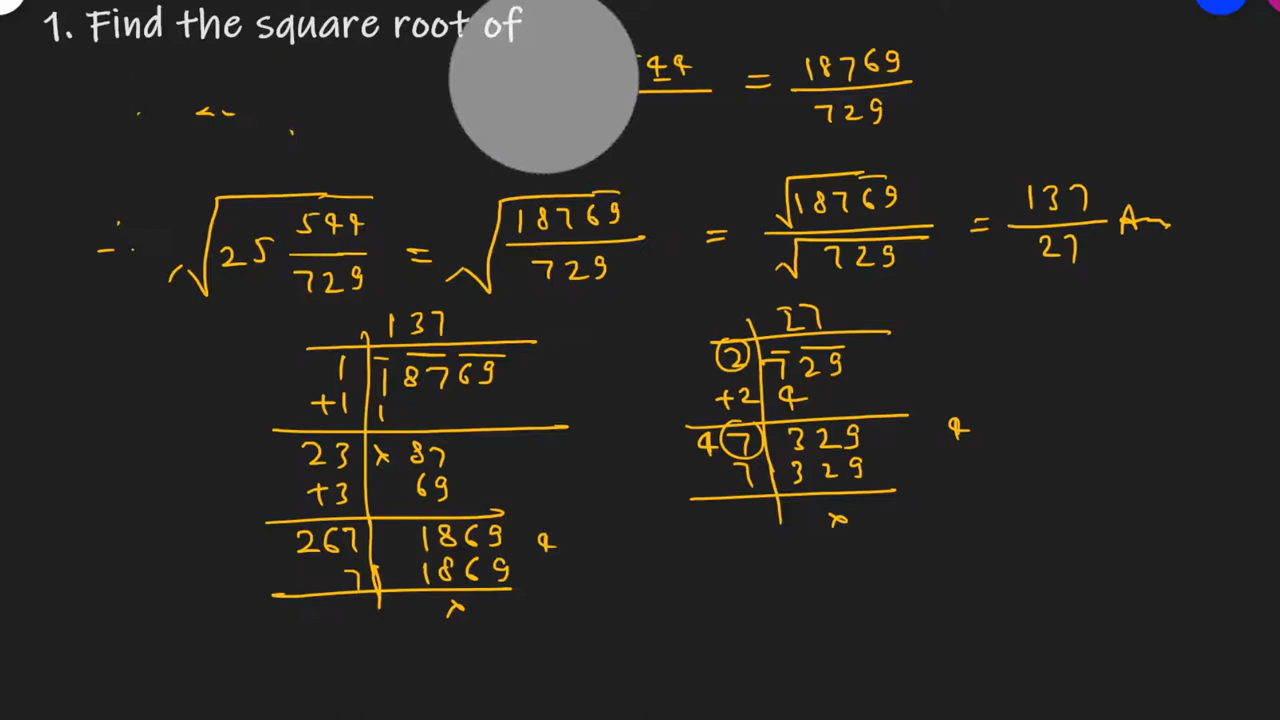 1. Find the square root of
44 = 18769/729
∴ √(25 544/729) = √(18769/729) = √18769/√729 = 137/27 Ans
137
1 | 1 87 69
+1 | 1
23 | × 87
+3 | 69
267 | 1869
7 | 1869
×
27
2 | 7 29
+2 | 4
47 | 329
7 | 329
×